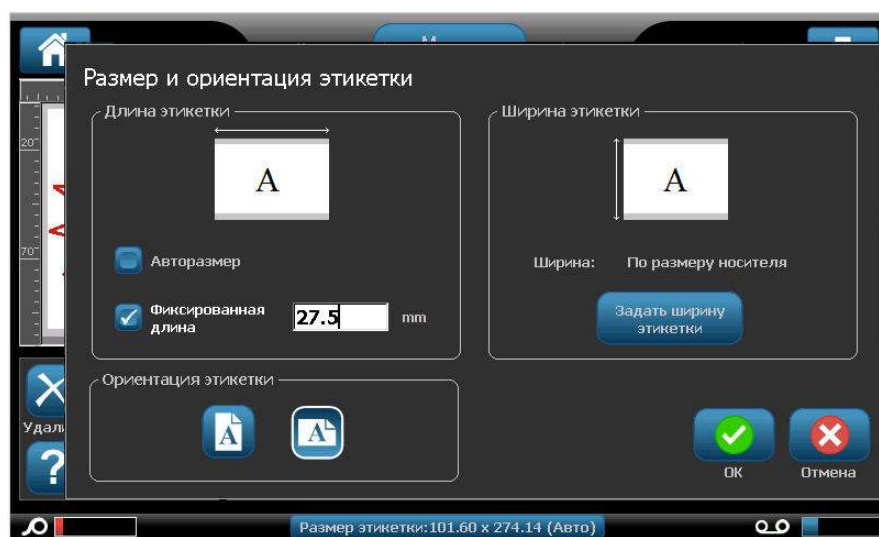 Размер и ориентация этикетки
Длина этикетки
Ширина этикетки
20
A
A
70
Авторазмер
Ширина: По размеру носителя
Фиксированная
длина
27.5 mm
Задать ширину
этикетки
Ориентация этикетки
A
A
?
OK
Отмена
Размер этикетки:101.60 x 274.14 (Авто)